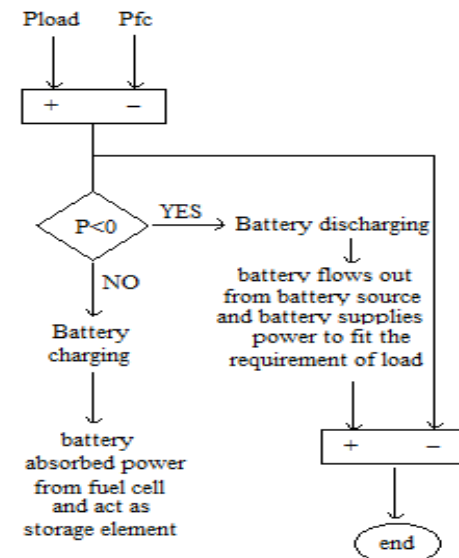 Pload Pfc
+ −
P<0
YES
Battery discharging
NO
battery flows out
from battery source
and battery supplies
power to fit the
requirement of load
Battery
charging
battery
absorbed power
from fuel cell
and act as
storage element
+ −
end